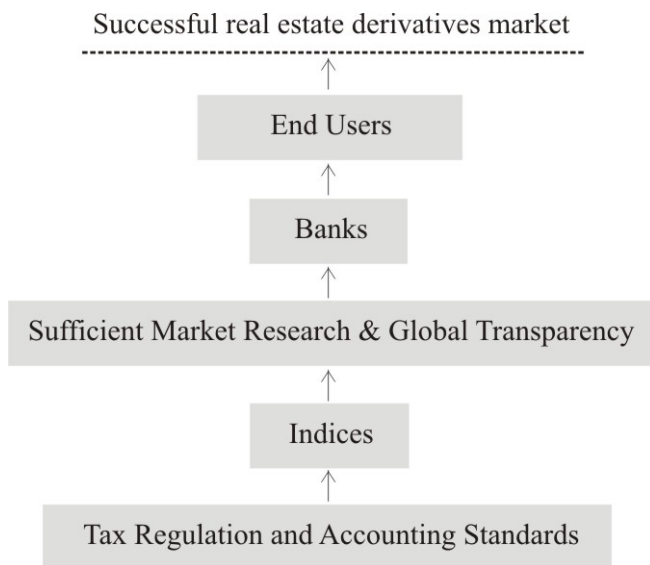 Successful real estate derivatives market
End Users
Banks
Sufficient Market Research & Global Transparency
Indices
Tax Regulation and Accounting Standards